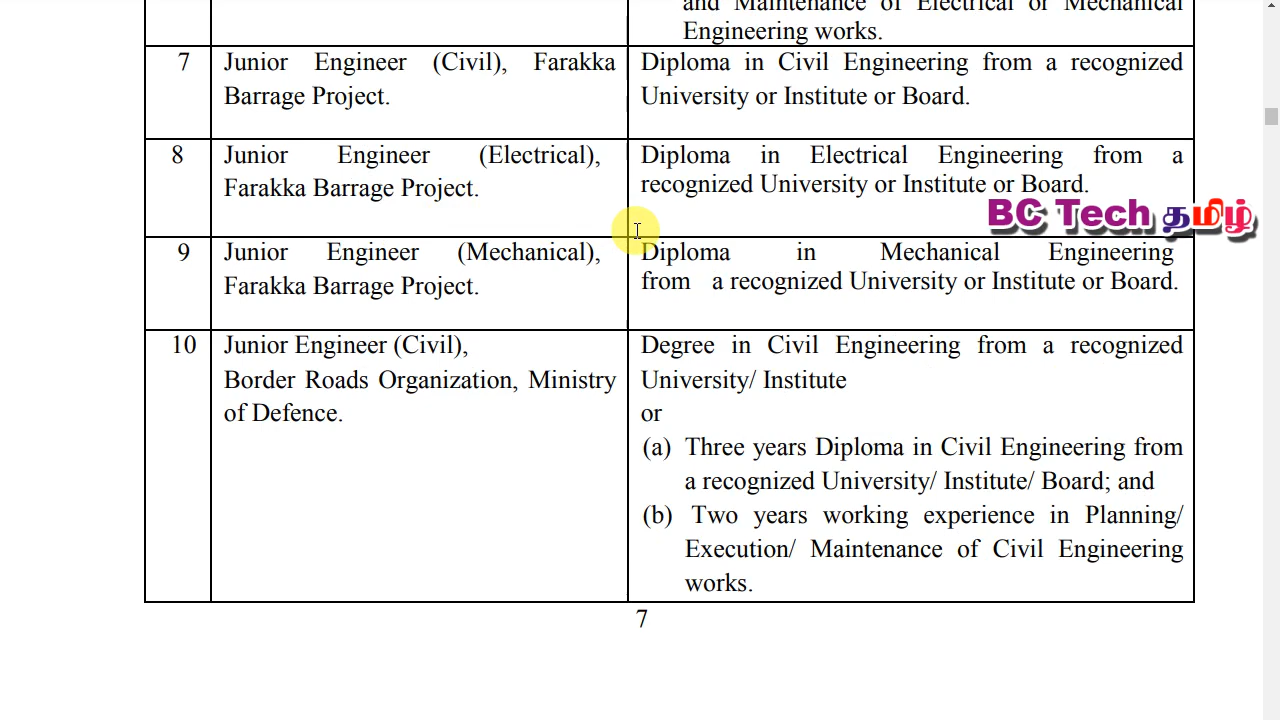 and Maintenance of Electrical or Mechanical
Engineering works.
7 Junior Engineer (Civil), Farakka Barrage Project.
Diploma in Civil Engineering from a recognized
University or Institute or Board.
8 Junior Engineer (Electrical),
Farakka Barrage Project.
Diploma in Electrical Engineering from a
recognized University or Institute or Board.
BC Tech தமிழ்
9 Junior Engineer (Mechanical),
Farakka Barrage Project.
Diploma in Mechanical Engineering
from a recognized University or Institute or Board.
10 Junior Engineer (Civil),
Border Roads Organization, Ministry
of Defence.
Degree in Civil Engineering from a recognized
University/ Institute
or
(a) Three years Diploma in Civil Engineering from
a recognized University/ Institute/ Board; and
(b) Two years working experience in Planning/
Execution/ Maintenance of Civil Engineering
works.
7